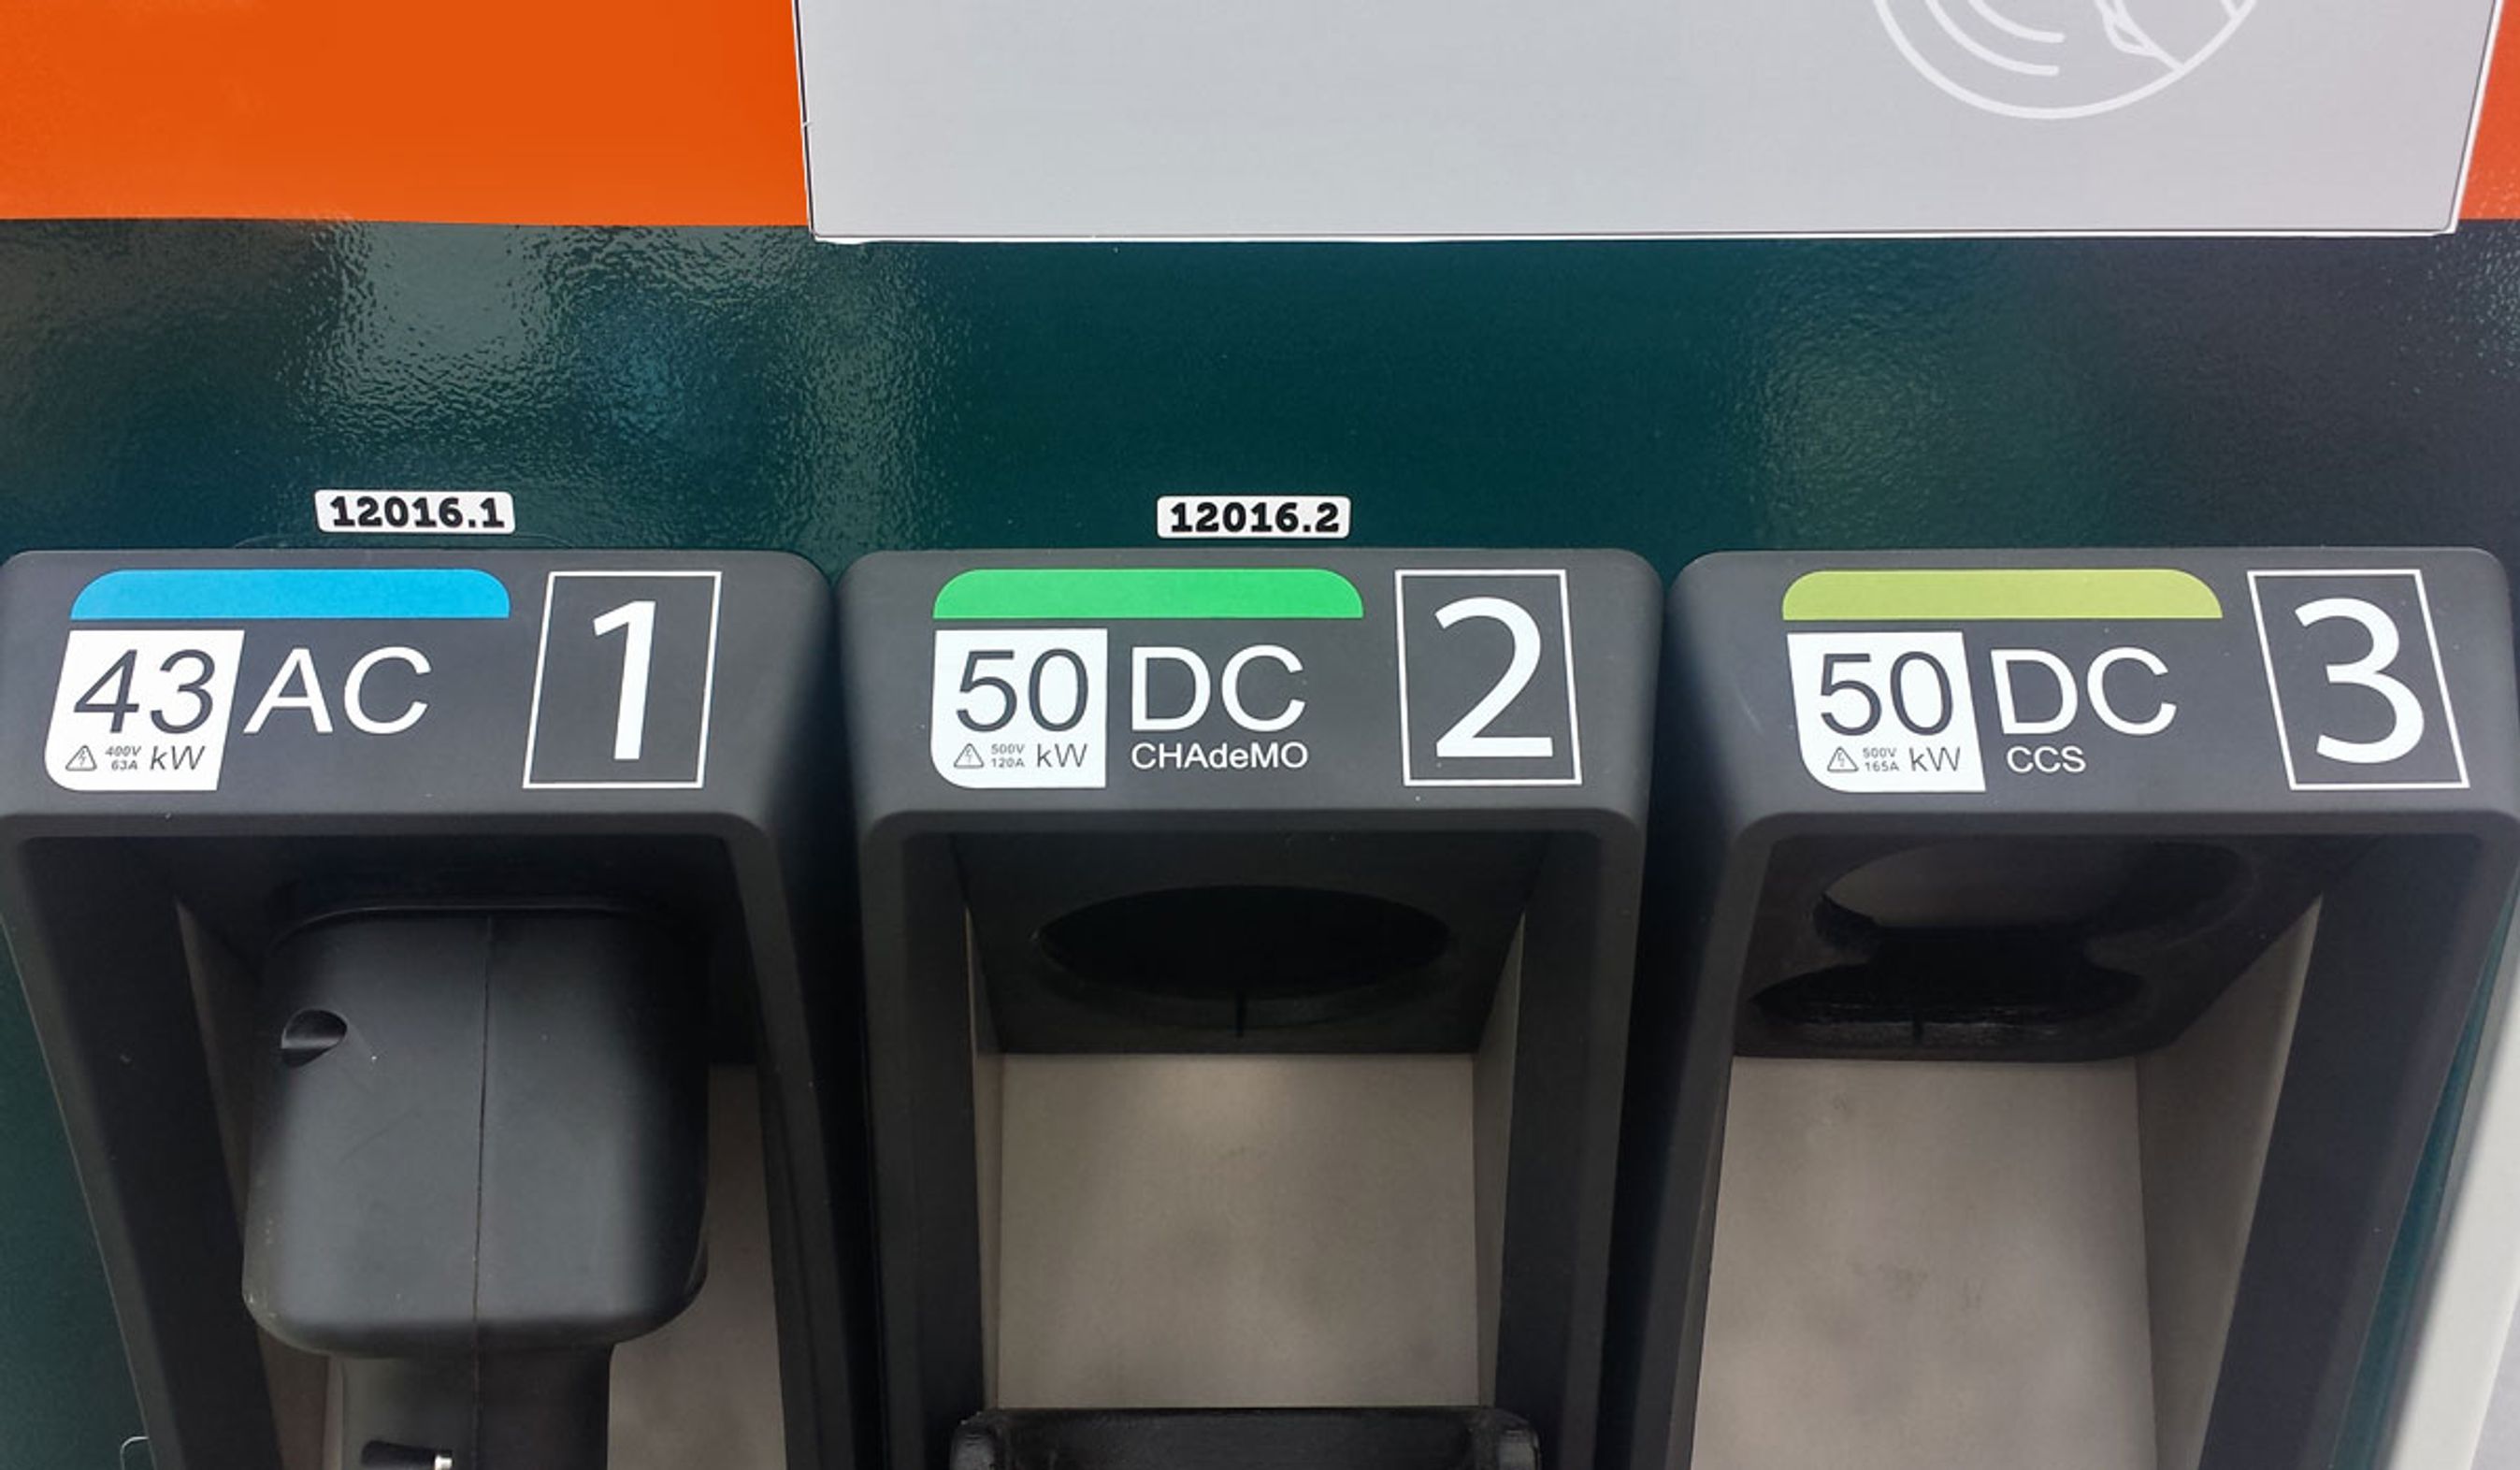 12016.1
12016.2
43 AC 1
400V
63A kW
50 DC 2
500V
120A kW CHAdeMO
50 DC 3
500V
165A kW CCS